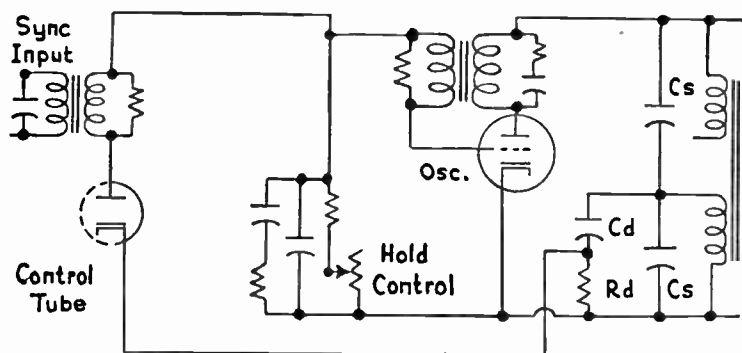 Sync
Input
Cs
Osc.
Cd
Hold
Control
Control
Tube
Rd
Cs